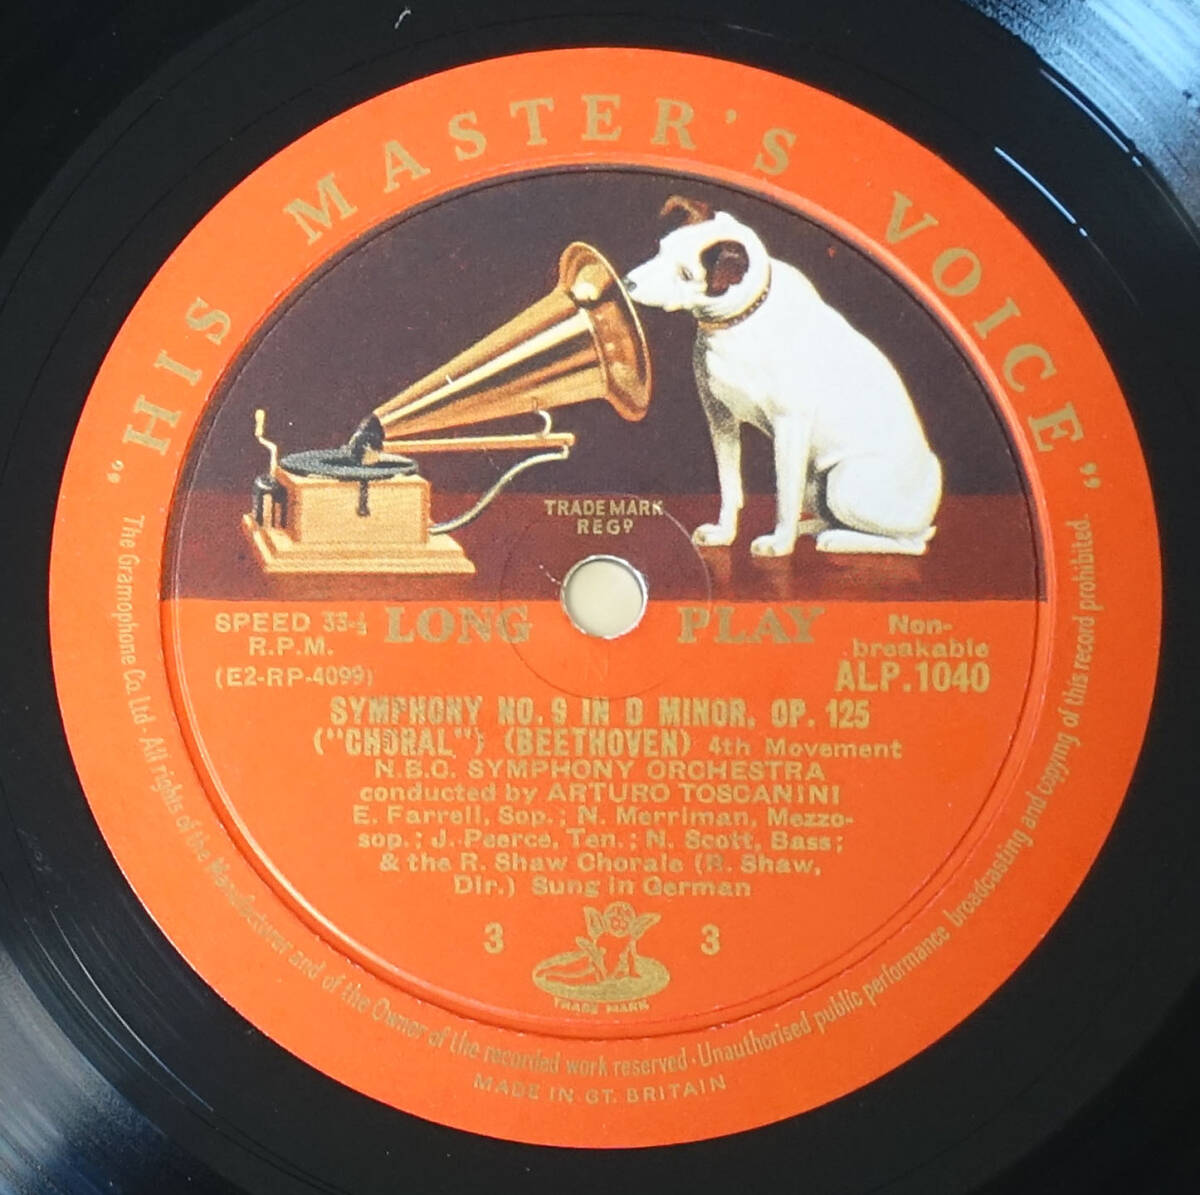 "HIS MASTER'S VOICE"
TRADE MARK
REGD
SPEED 33-⅓
R.P.M.
(E2-RP-4099)
LONG PLAY
Non-
breakable
ALP.1040
SYMPHONY NO. 9 IN D MINOR, OP. 125
("CHORAL") (BEETHOVEN) 4th Movement
N.B.C. SYMPHONY ORCHESTRA
conducted by ARTURO TOSCANINI
E. Farrell, Sop.; N. Merriman, Mezzo-
sop.; J. Peerce, Ten.; N. Scott, Bass;
& the R. Shaw Chorale (R. Shaw,
Dir.) Sung in German
3 3
TRADE MARK
The Gramophone Co. Ltd · All rights of the Manufacturer and of the Owner of the recorded work reserved · Unauthorised public performance broadcasting and copying of this record prohibited.
MADE IN GT. BRITAIN